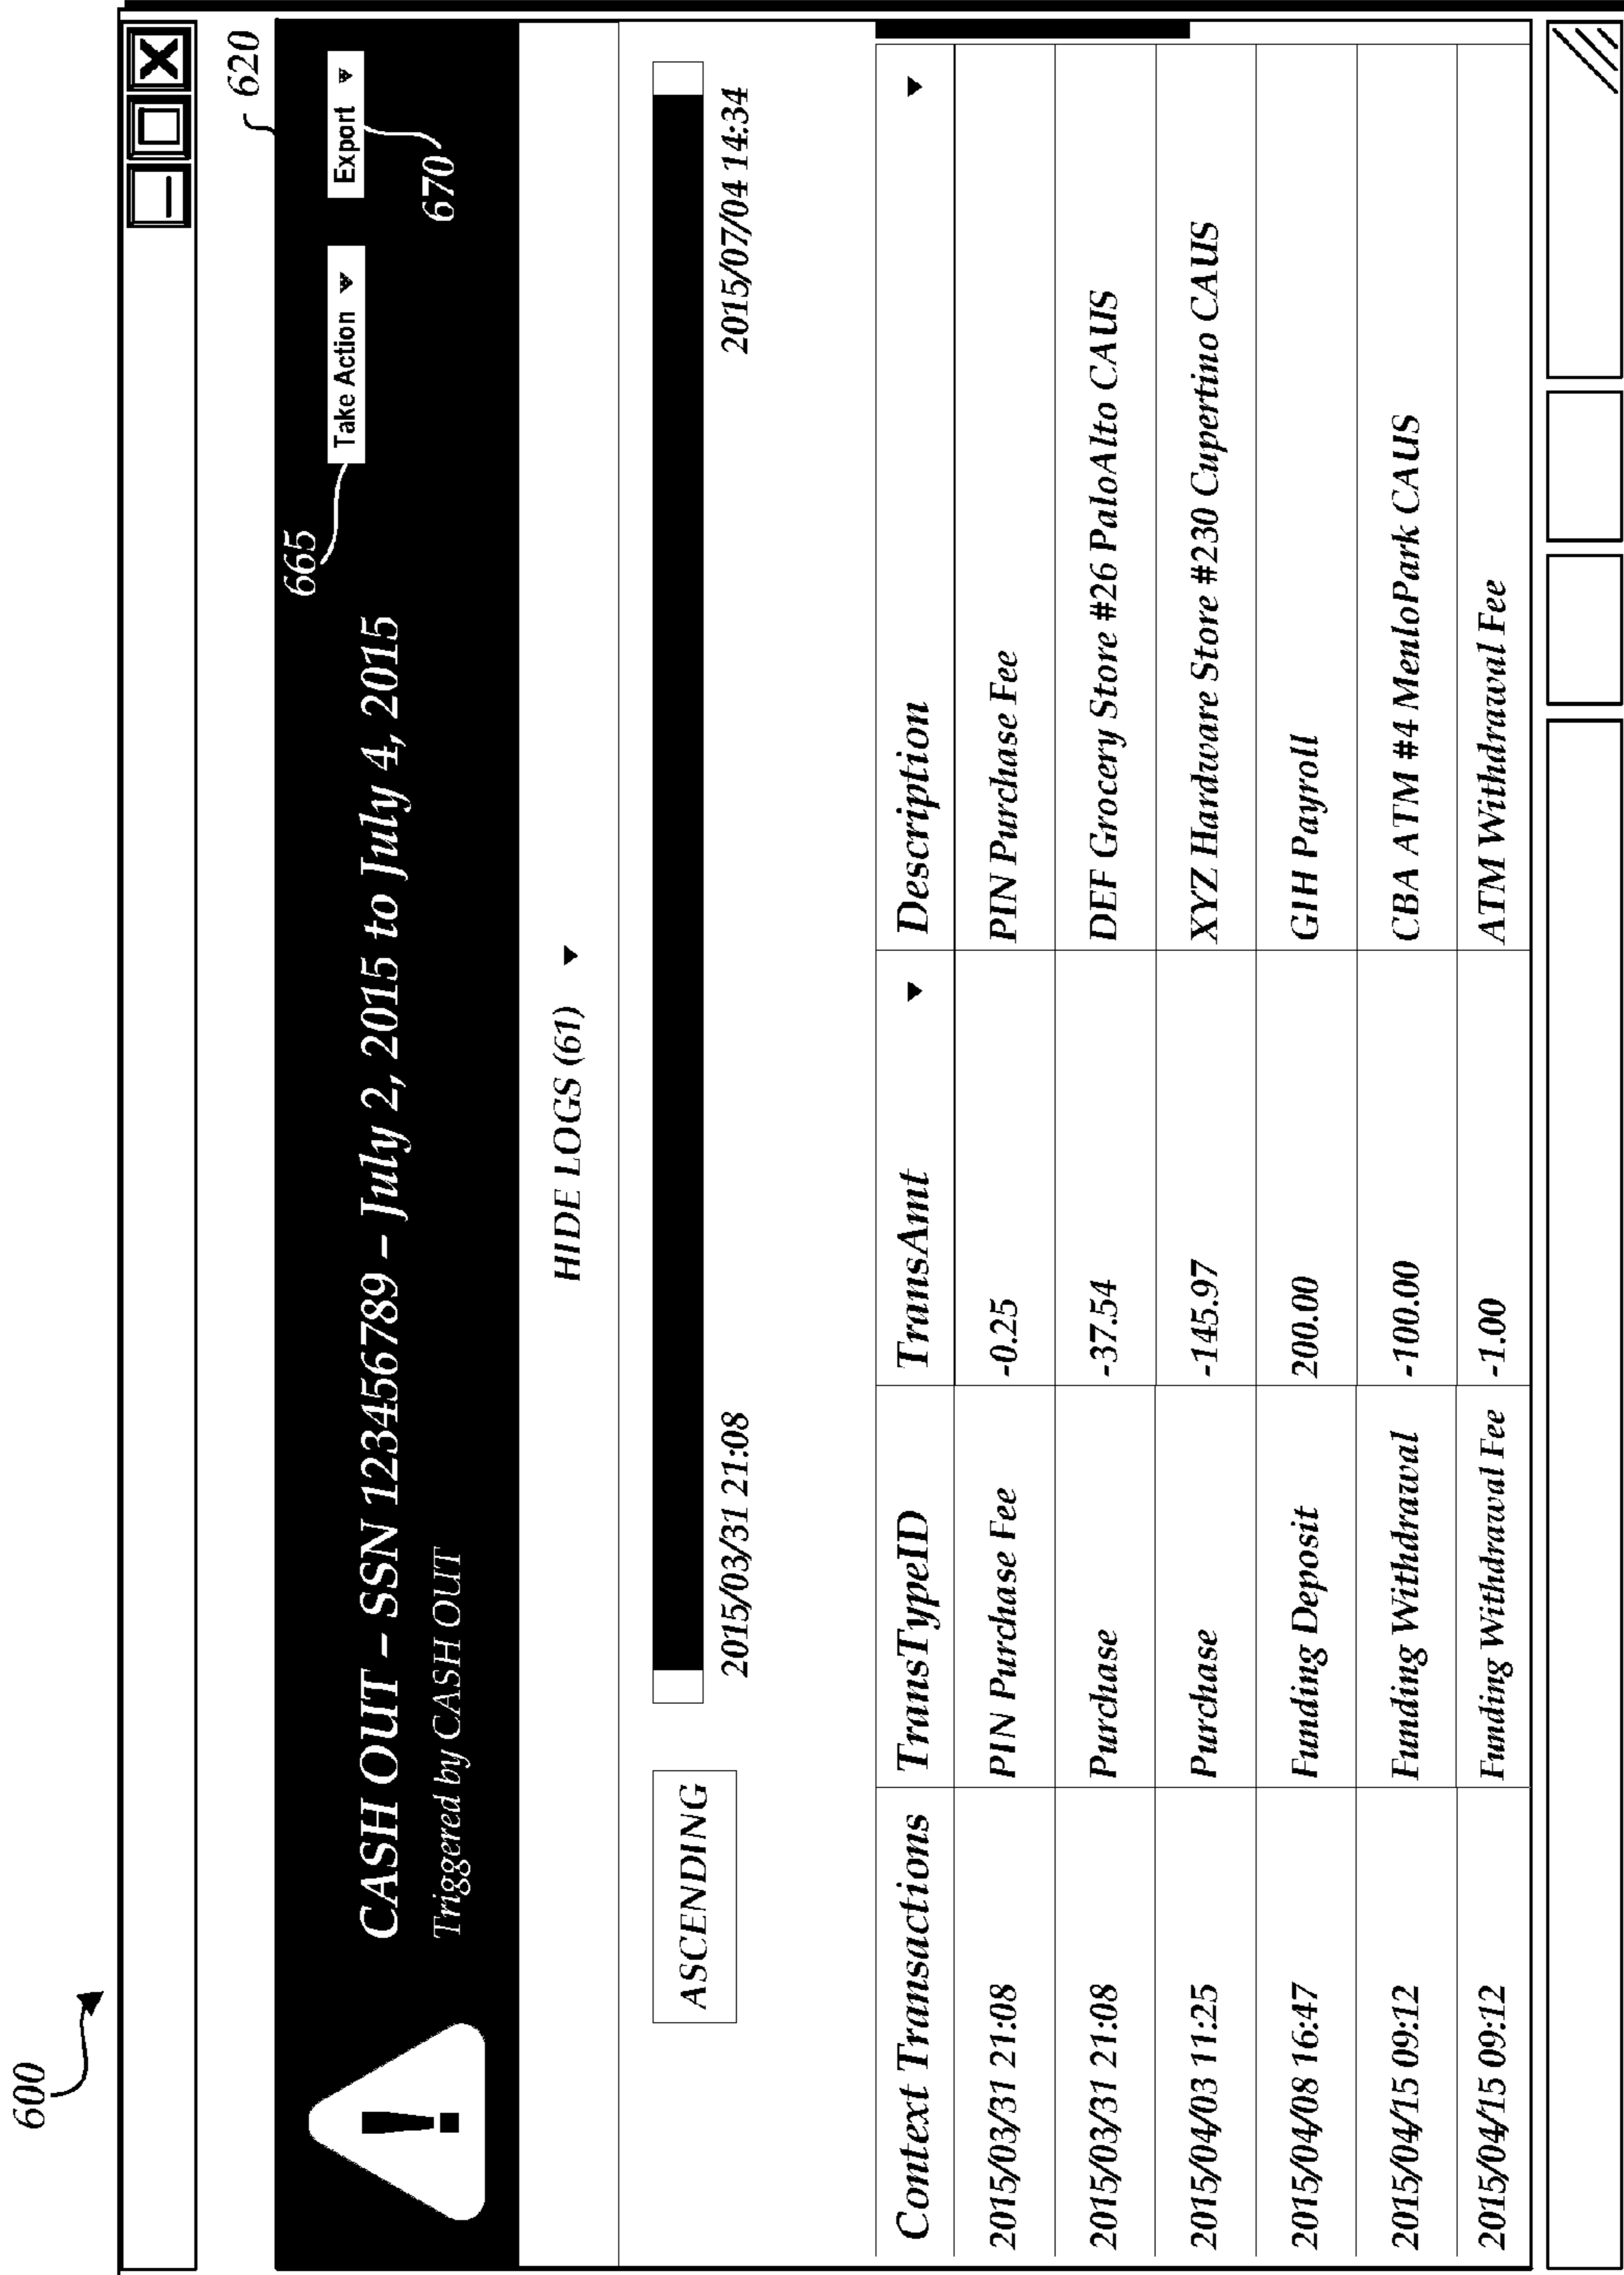 600
620
CASH OUT – SSN 123456789 – July 2, 2015 to July 4, 2015
Triggered by CASH OUT
665
Take Action
Export
670
HIDE LOGS (61)
ASCENDING
2015/03/31 21:08 2015/07/04 14:34
Context Transactions TransTypeID TransAmt Description
2015/03/31 21:08 PIN Purchase Fee -0.25 PIN Purchase Fee
2015/03/31 21:08 Purchase -37.54 DEF Grocery Store #26 PaloAlto CAUS
2015/04/03 11:25 Purchase -145.97 XYZ Hardware Store #230 Cupertino CAUS
2015/04/08 16:47 Funding Deposit 200.00 GIH Payroll
2015/04/15 09:12 Funding Withdrawal -100.00 CBA ATM #4 MenloPark CAUS
2015/04/15 09:12 Funding Withdrawal Fee -1.00 ATM Withdrawal Fee